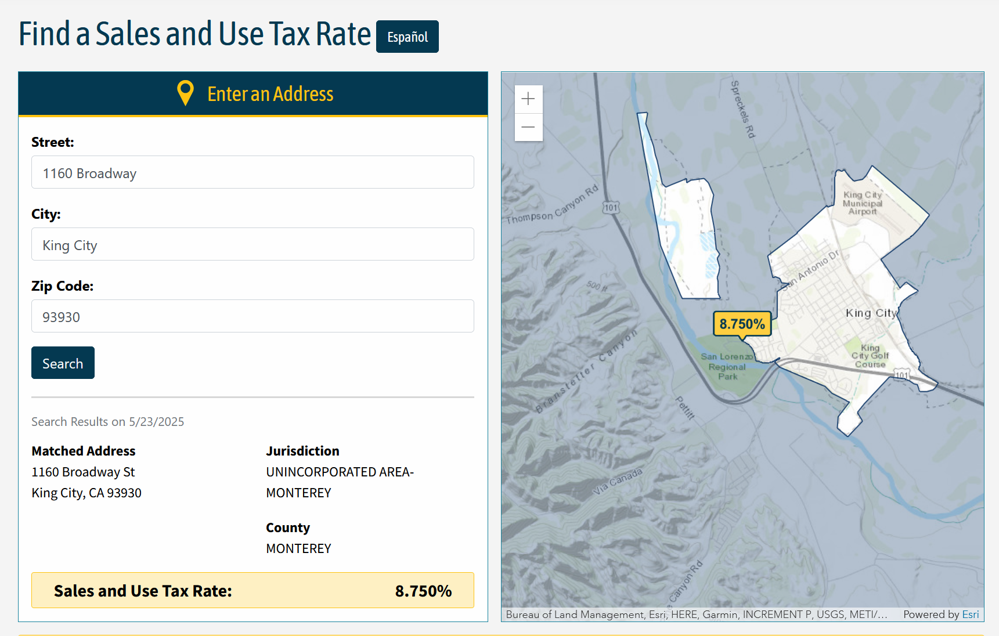 Find a Sales and Use Tax Rate
Español
Enter an Address
Street:
1160 Broadway
City:
King City
Zip Code:
93930
Search
Search Results on 5/23/2025
Matched Address
1160 Broadway St
King City, CA 93930
Jurisdiction
UNINCORPORATED AREA-
MONTEREY
County
MONTEREY
Sales and Use Tax Rate: 8.750%
+
−
Spreckels Rd
Thompson Canyon Rd
101
King City
Municipal
Airport
San Antonio Dr
500 ft
King City
8.750%
San Lorenzo
Regional
Park
King
City Golf
Course
101
Branstetter Canyon
Pettitt
Via Canada
Canyon Rd
Bureau of Land Management, Esri, HERE, Garmin, INCREMENT P, USGS, METI/…
Powered by Esri